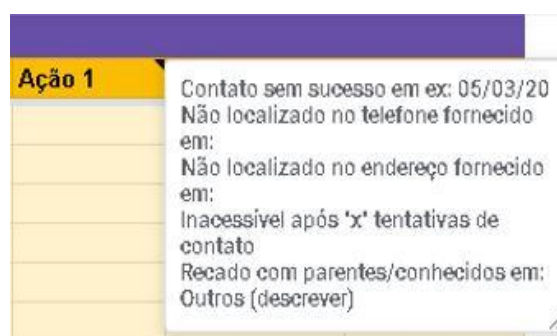 Ação 1
Contato sem sucesso em ex: 05/03/20
Não localizado no telefone fornecido
em:
Não localizado no endereço fornecido
em:
Inacessivel após 'x' tentativas de
contato
Recado com parentes/conhecidos em:
Outros (descrever)